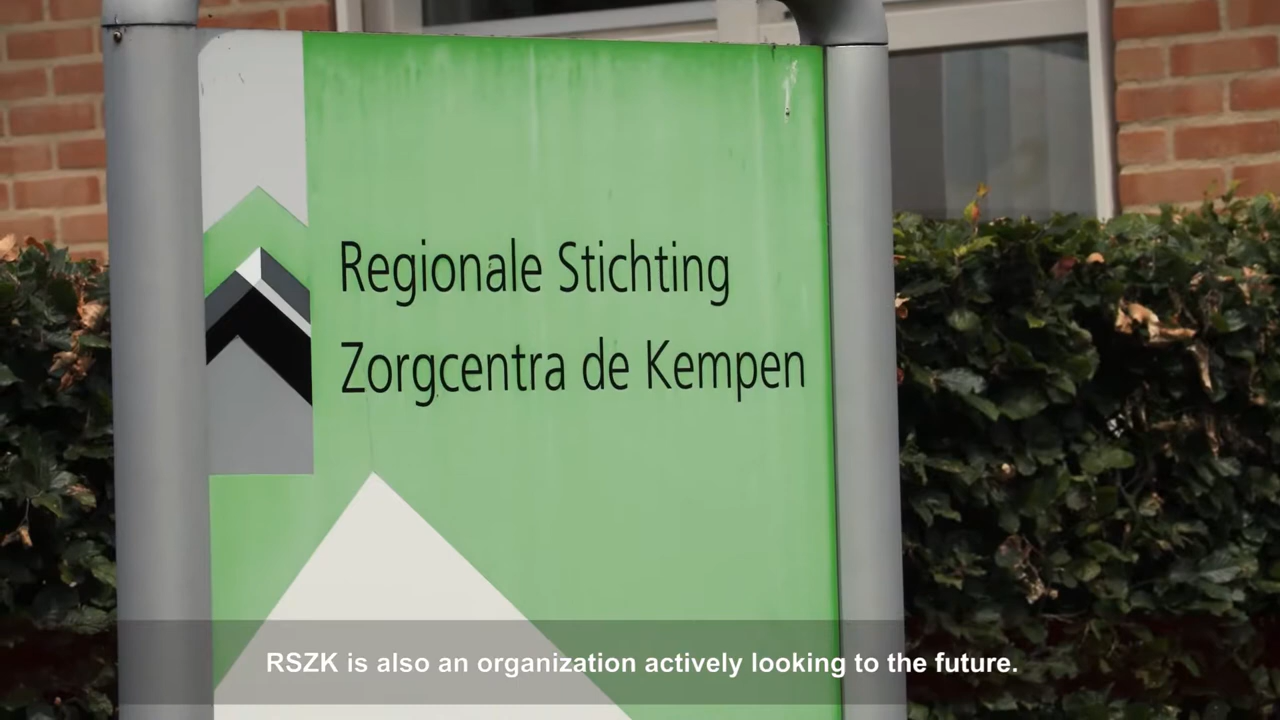 Regionale Stichting
Zorgcentra de Kempen
RSZK is also an organization actively looking to the future.